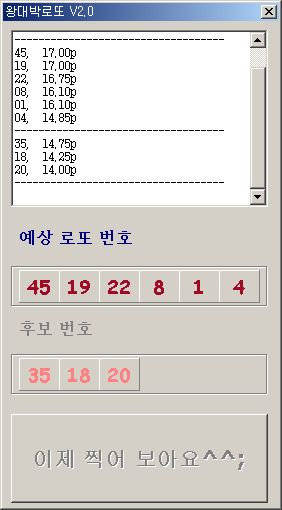 왕대박로또 V2.0
------------------------------
45,  17.00p
19,  17.00p
22,  16.75p
08,  16.10p
01,  16.10p
04,  14.85p
------------------------------
35,  14.75p
18,  14.25p
20,  14.00p
------------------------------
예상 로또 번호
45 19 22 8 1 4
후보 번호
35 18 20
이제 찍어 보아요^^;